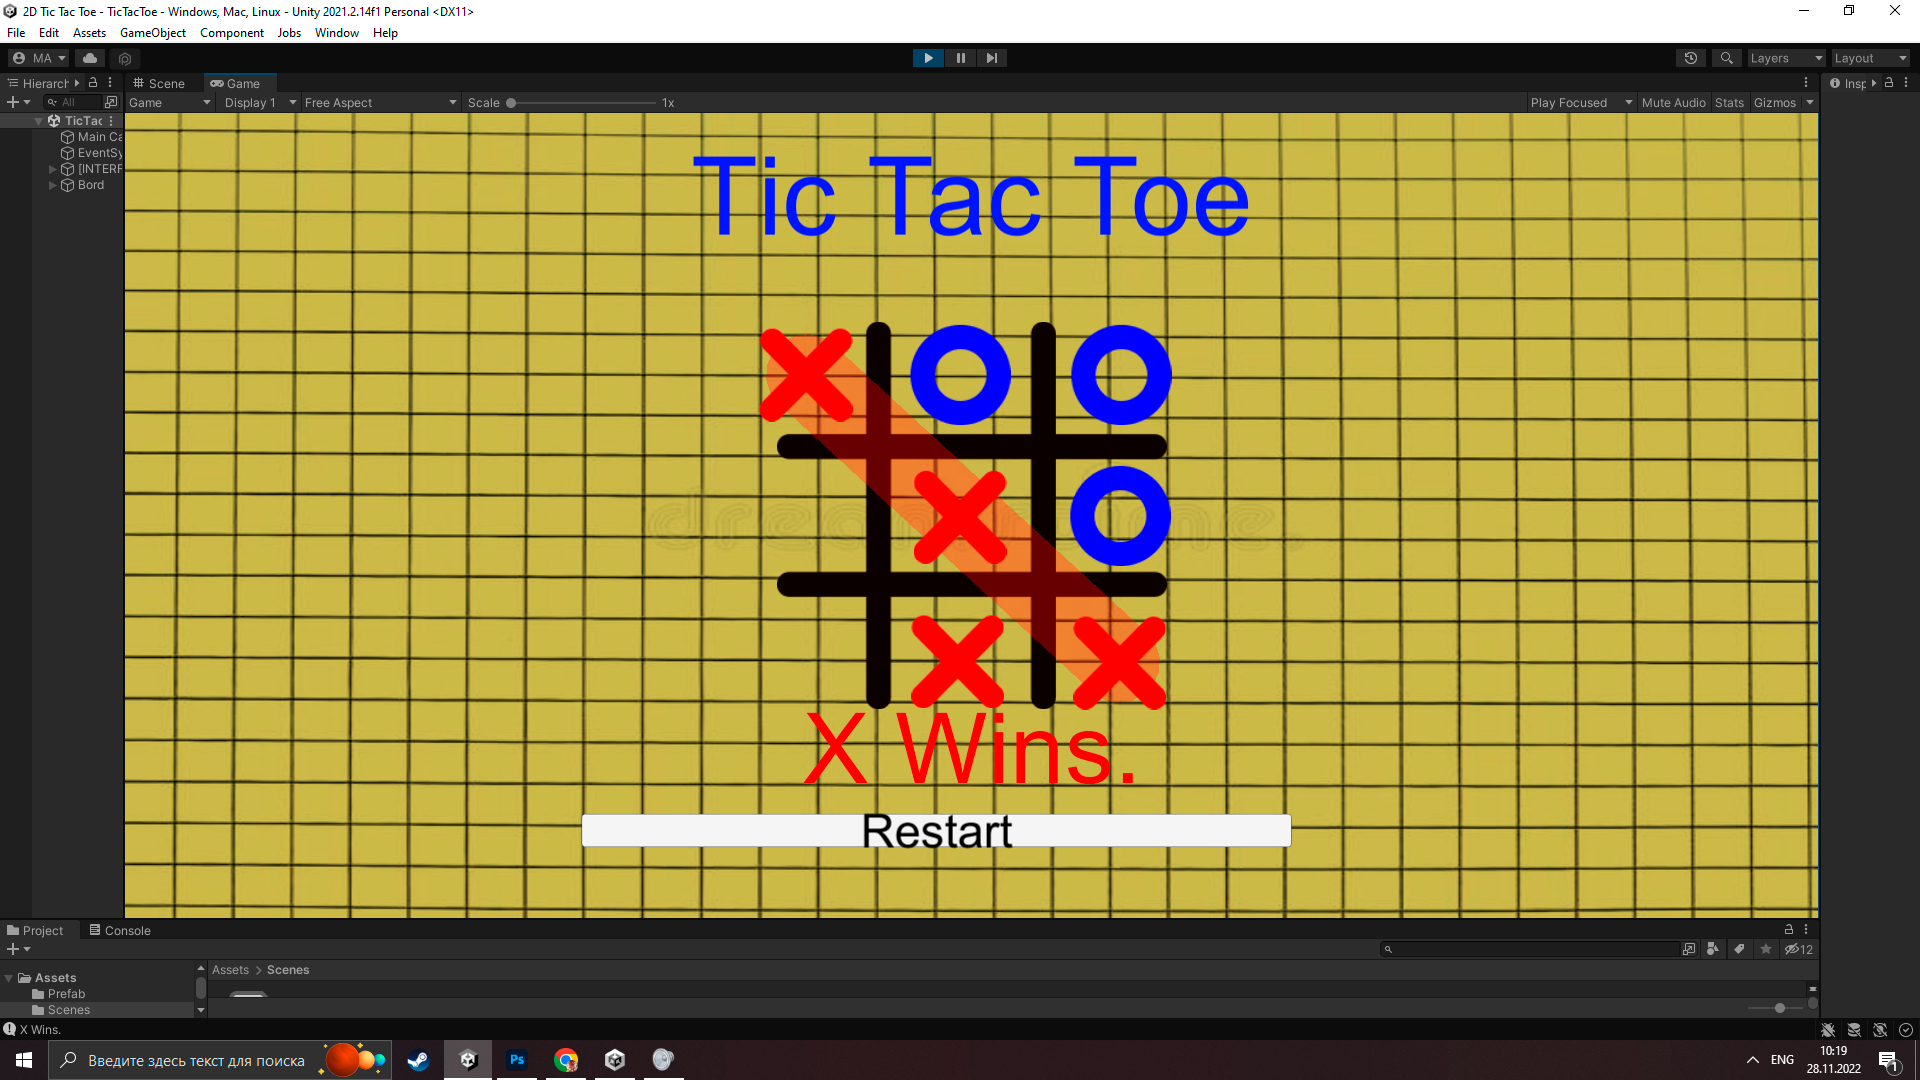 2D Tic Tac Toe - TicTacToe - Windows, Mac, Linux - Unity 2021.2.14f1 Personal <DX11>
File Edit Assets GameObject Component Jobs Window Help
MA Layers Layout
Hierarch Scene Game Insp
All Game Display 1 Free Aspect Scale 1x Play Focused Mute Audio Stats Gizmos
TicTac
Main Ca
EventSy
[INTERF
Bord
Tic Tac Toe
X Wins.
Restart
Project Console
12
Assets Assets > Scenes
Prefab
Scenes
X Wins.
Введите здесь текст для поиска
Ps
ENG
10:19
28.11.2022
1